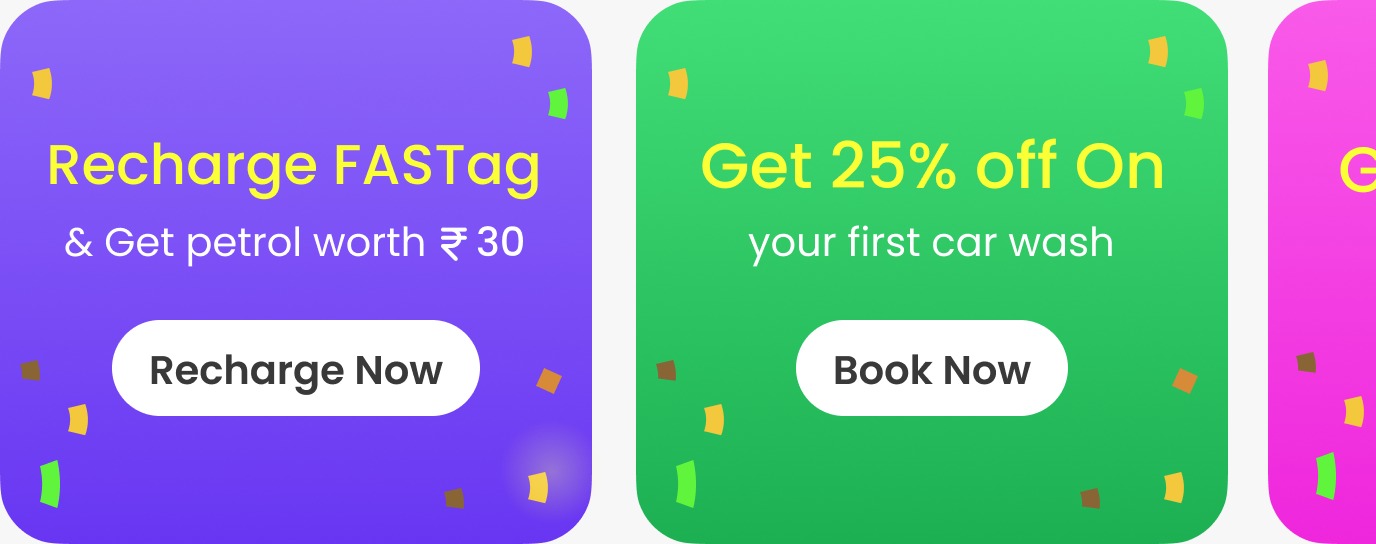 Recharge FASTag
& Get petrol worth ₹ 30
Recharge Now
Get 25% off On
your first car wash
Book Now
G